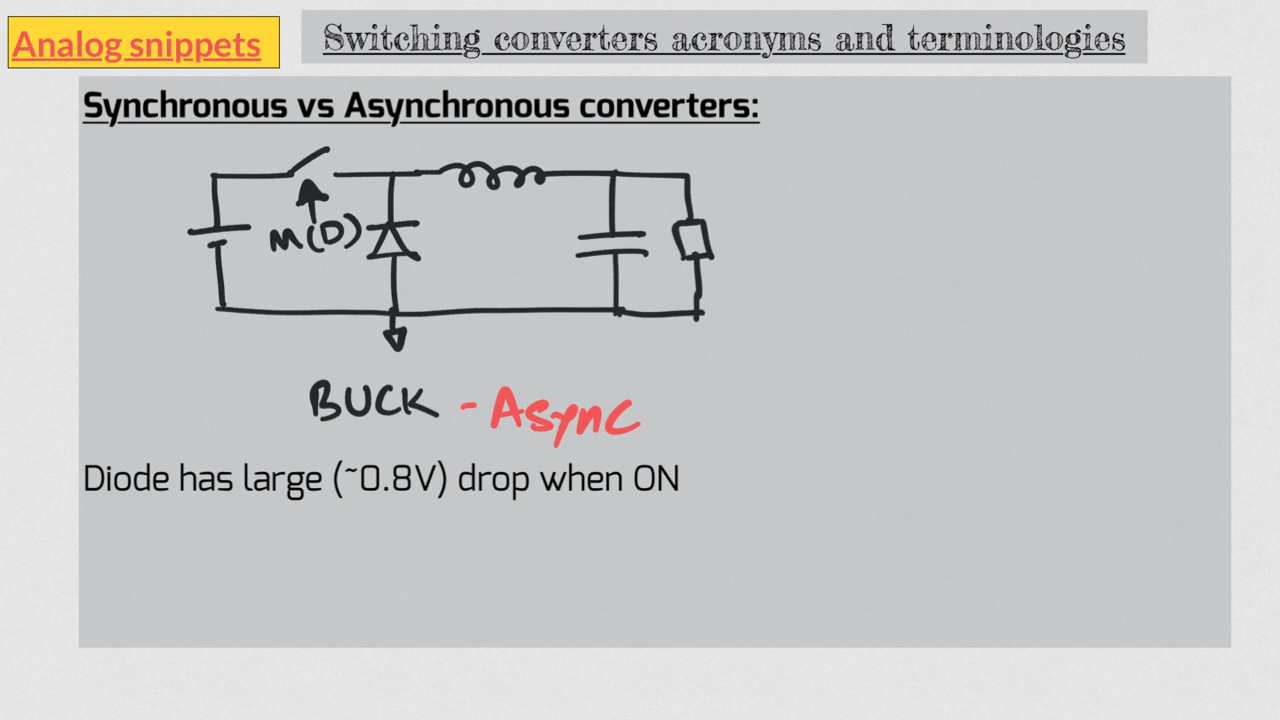 Analog snippets
Switching converters acronyms and terminologies
Synchronous vs Asynchronous converters:
M(D)
BUCK - Async
Diode has large (~0.8V) drop when ON